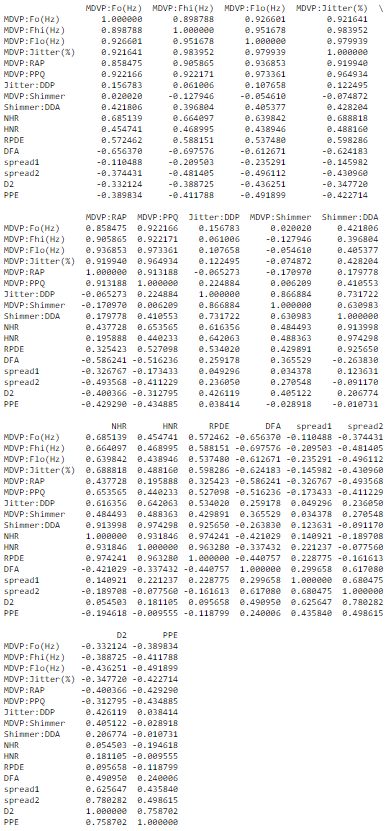 MDVP:Fo(Hz) MDVP:Fhi(Hz) MDVP:Flo(Hz) MDVP:Jitter(%) \
MDVP:Fo(Hz) 1.000000 0.898788 0.926601 0.921641
MDVP:Fhi(Hz) 0.898788 1.000000 0.951678 0.983952
MDVP:Flo(Hz) 0.926601 0.951678 1.000000 0.979939
MDVP:Jitter(%) 0.921641 0.983952 0.979939 1.000000
MDVP:RAP 0.858475 0.905865 0.936853 0.919940
MDVP:PPQ 0.922166 0.922171 0.973361 0.964934
Jitter:DDP 0.156783 0.061006 0.107658 0.122495
MDVP:Shimmer 0.020020 -0.127946 -0.054610 -0.074872
Shimmer:DDA 0.421806 0.396804 0.405377 0.428204
NHR 0.685139 0.664097 0.639842 0.688818
HNR 0.454741 0.468995 0.438946 0.488160
RPDE 0.572462 0.588151 0.537480 0.598286
DFA -0.656370 -0.697576 -0.612671 -0.624183
spread1 -0.110488 -0.209503 -0.235291 -0.145982
spread2 -0.374431 -0.481405 -0.496112 -0.430960
D2 -0.332124 -0.388725 -0.436251 -0.347720
PPE -0.389834 -0.411788 -0.491899 -0.422714
MDVP:RAP MDVP:PPQ Jitter:DDP MDVP:Shimmer Shimmer:DDA
MDVP:Fo(Hz) 0.858475 0.922166 0.156783 0.020020 0.421806
MDVP:Fhi(Hz) 0.905865 0.922171 0.061006 -0.127946 0.396804
MDVP:Flo(Hz) 0.936853 0.973361 0.107658 -0.054610 0.405377
MDVP:Jitter(%) 0.919940 0.964934 0.122495 -0.074872 0.428204
MDVP:RAP 1.000000 0.913188 -0.065273 -0.170970 0.179778
MDVP:PPQ 0.913188 1.000000 0.224884 0.006209 0.410553
Jitter:DDP -0.065273 0.224884 1.000000 0.866884 0.731722
MDVP:Shimmer -0.170970 0.006209 0.866884 1.000000 0.630983
Shimmer:DDA 0.179778 0.410553 0.731722 0.630983 1.000000
NHR 0.437728 0.653565 0.616356 0.484493 0.913998
HNR 0.195888 0.440233 0.642063 0.488363 0.974298
RPDE 0.325423 0.527098 0.534020 0.429891 0.925650
DFA -0.586241 -0.516236 0.259178 0.365529 -0.263830
spread1 -0.326767 -0.173433 0.049296 0.034378 0.123631
spread2 -0.493568 -0.411229 0.236050 0.270548 -0.091170
D2 -0.400366 -0.312795 0.426119 0.405122 0.206774
PPE -0.429290 -0.434885 0.038414 -0.028918 -0.010731
NHR HNR RPDE DFA spread1 spread2
MDVP:Fo(Hz) 0.685139 0.454741 0.572462 -0.656370 -0.110488 -0.374431
MDVP:Fhi(Hz) 0.664097 0.468995 0.588151 -0.697576 -0.209503 -0.481405
MDVP:Flo(Hz) 0.639842 0.438946 0.537480 -0.612671 -0.235291 -0.496112
MDVP:Jitter(%) 0.688818 0.488160 0.598286 -0.624183 -0.145982 -0.430960
MDVP:RAP 0.437728 0.195888 0.325423 -0.586241 -0.326767 -0.493568
MDVP:PPQ 0.653565 0.440233 0.527098 -0.516236 -0.173433 -0.411229
Jitter:DDP 0.616356 0.642063 0.534020 0.259178 0.049296 0.236050
MDVP:Shimmer 0.484493 0.488363 0.429891 0.365529 0.034378 0.270548
Shimmer:DDA 0.913998 0.974298 0.925650 -0.263830 0.123631 -0.091170
NHR 1.000000 0.931846 0.974241 -0.421029 0.140921 -0.189708
HNR 0.931846 1.000000 0.963280 -0.337432 0.221237 -0.077560
RPDE 0.974241 0.963280 1.000000 -0.440757 0.228775 -0.161613
DFA -0.421029 -0.337432 -0.440757 1.000000 0.299658 0.617080
spread1 0.140921 0.221237 0.228775 0.299658 1.000000 0.680475
spread2 -0.189708 -0.077560 -0.161613 0.617080 0.680475 1.000000
D2 0.054503 0.181105 0.095658 0.490950 0.625647 0.780282
PPE -0.194618 -0.009555 -0.118799 0.240006 0.435840 0.498615
D2 PPE
MDVP:Fo(Hz) -0.332124 -0.389834
MDVP:Fhi(Hz) -0.388725 -0.411788
MDVP:Flo(Hz) -0.436251 -0.491899
MDVP:Jitter(%) -0.347720 -0.422714
MDVP:RAP -0.400366 -0.429290
MDVP:PPQ -0.312795 -0.434885
Jitter:DDP 0.426119 0.038414
MDVP:Shimmer 0.405122 -0.028918
Shimmer:DDA 0.206774 -0.010731
NHR 0.054503 -0.194618
HNR 0.181105 -0.009555
RPDE 0.095658 -0.118799
DFA 0.490950 0.240006
spread1 0.625647 0.435840
spread2 0.780282 0.498615
D2 1.000000 0.758702
PPE 0.758702 1.000000